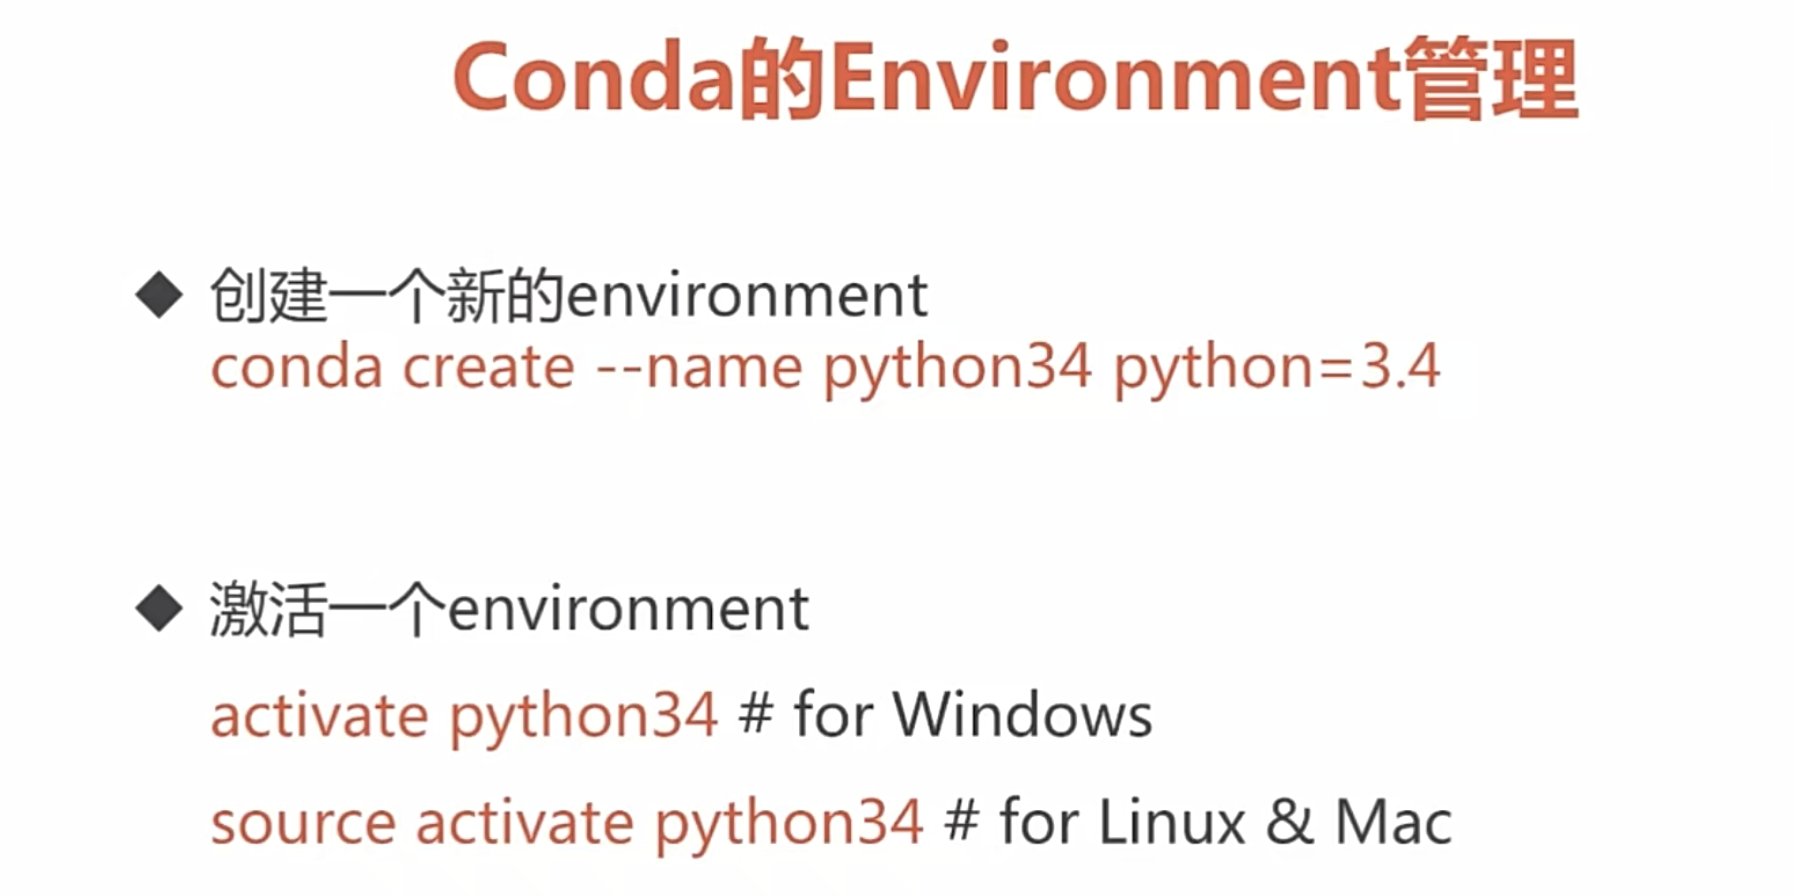 Conda的Environment管理
◆ 创建一个新的environment
conda create --name python34 python=3.4
◆ 激活一个environment
activate python34 # for Windows
source activate python34 # for Linux & Mac